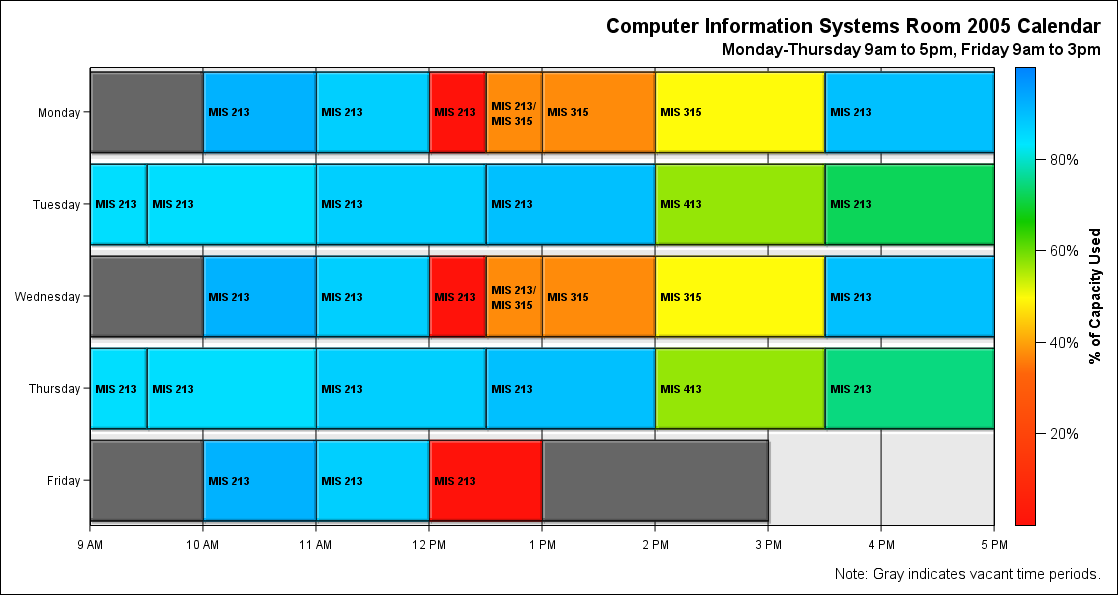 Computer Information Systems Room 2005 Calendar
Monday-Thursday 9am to 5pm, Friday 9am to 3pm
Monday
MIS 213
MIS 213
MIS 213
MIS 213/
MIS 315
MIS 315
MIS 315
MIS 213
Tuesday
MIS 213
MIS 213
MIS 213
MIS 213
MIS 413
MIS 213
Wednesday
MIS 213
MIS 213
MIS 213
MIS 213/
MIS 315
MIS 315
MIS 315
MIS 213
Thursday
MIS 213
MIS 213
MIS 213
MIS 213
MIS 413
MIS 213
Friday
MIS 213
MIS 213
MIS 213
9 AM
10 AM
11 AM
12 PM
1 PM
2 PM
3 PM
4 PM
5 PM
80%
60%
40%
20%
% of Capacity Used
Note: Gray indicates vacant time periods.